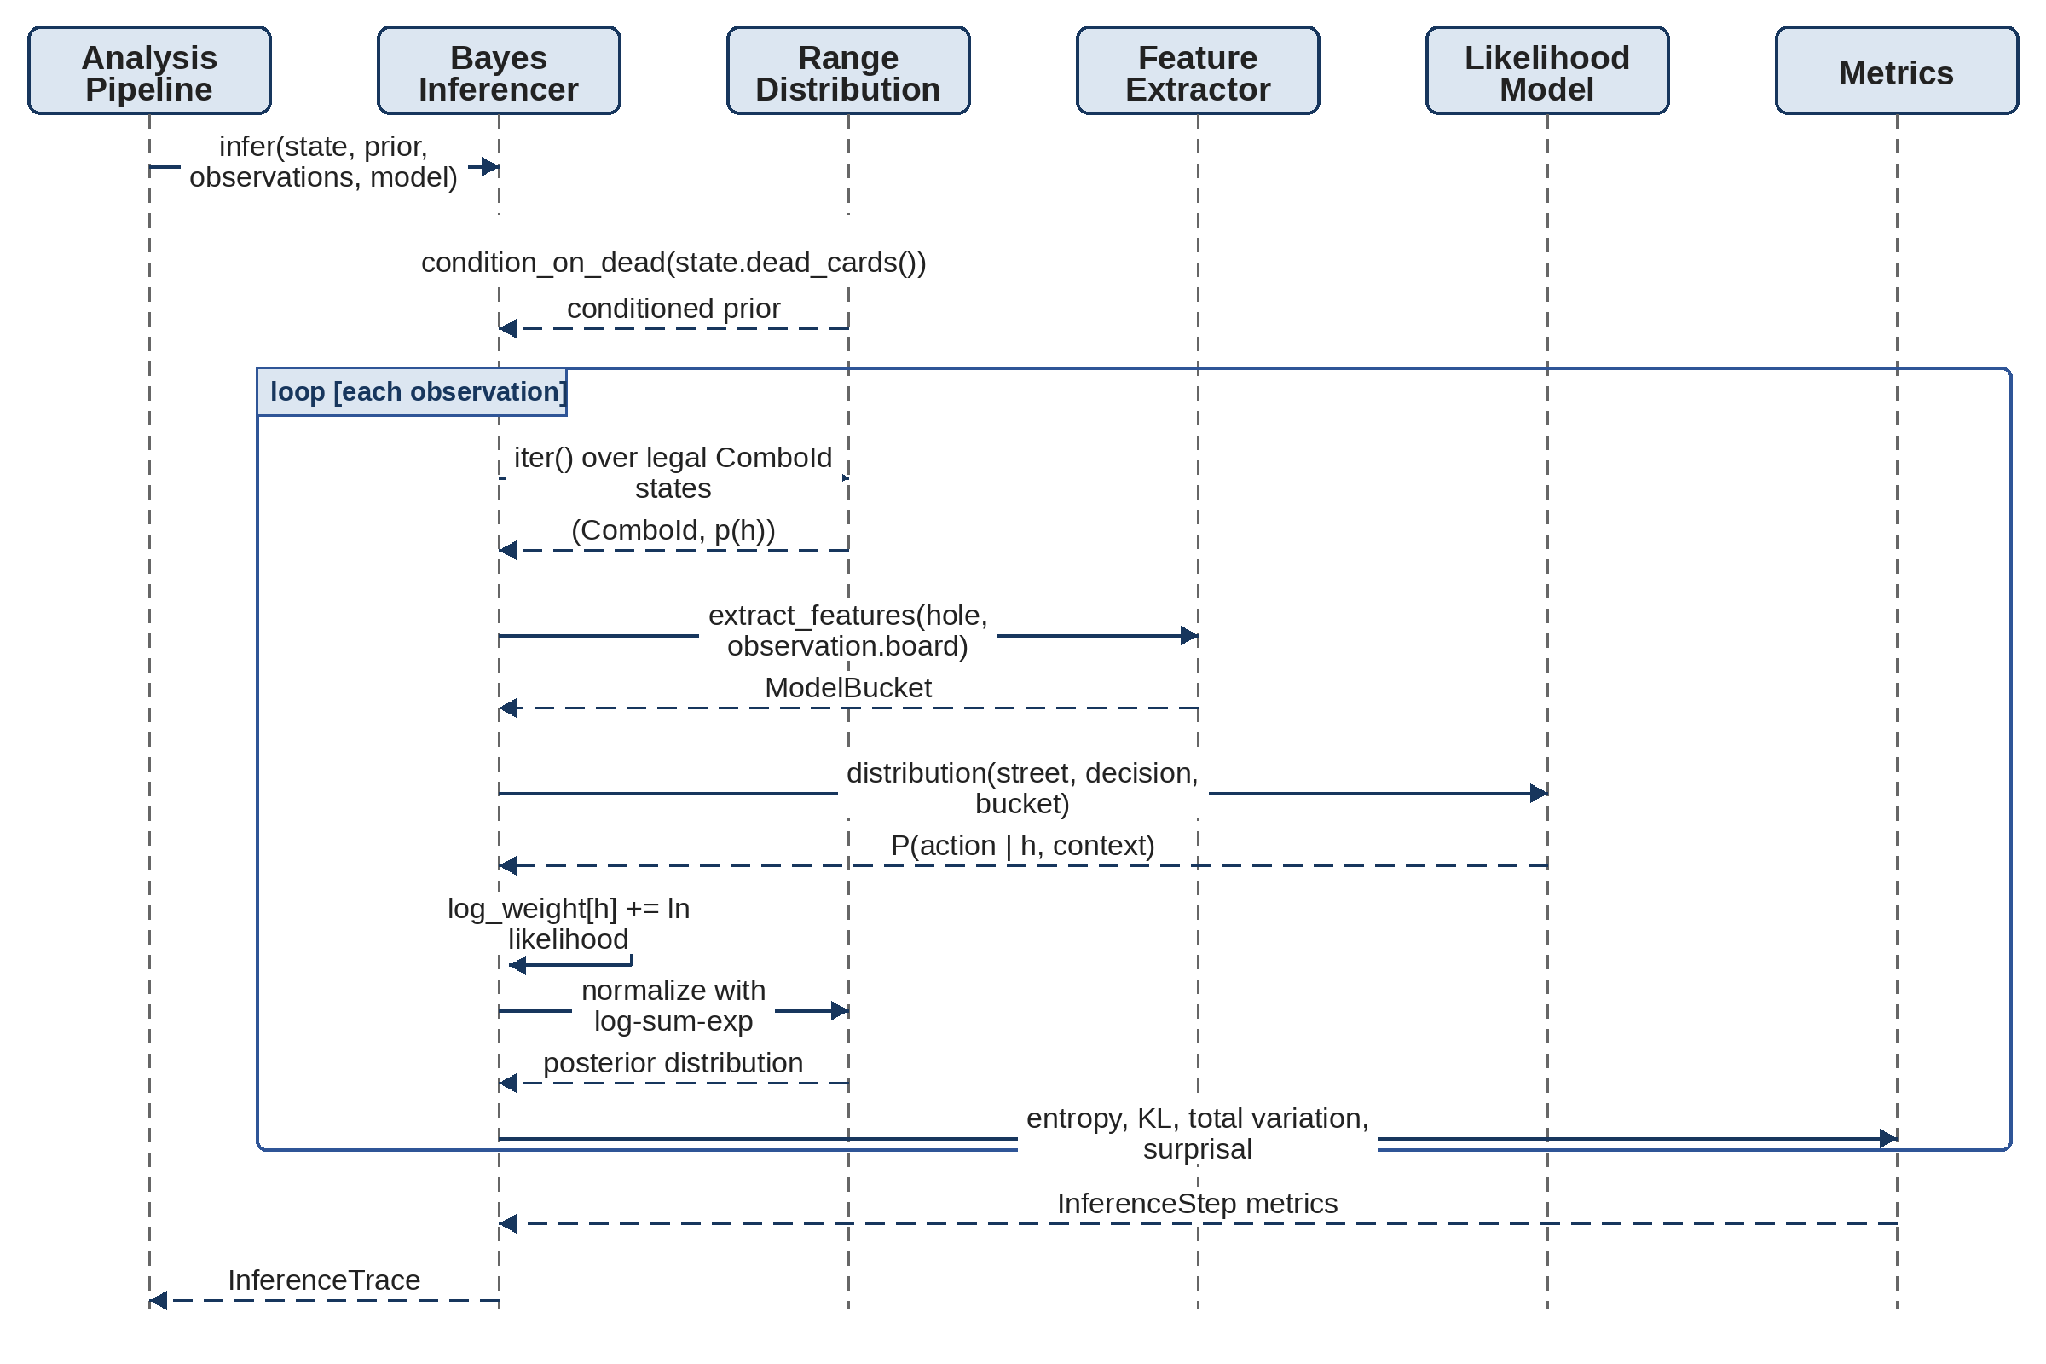 Analysis
Pipeline
Bayes
Inferencer
Range
Distribution
Feature
Extractor
Likelihood
Model
Metrics
infer(state, prior,
observations, model)
condition_on_dead(state.dead_cards())
conditioned prior
loop [each observation]
iter() over legal ComboId
states
(ComboId, p(h))
extract_features(hole,
observation.board)
ModelBucket
distribution(street, decision,
bucket)
P(action | h, context)
log_weight[h] += ln
likelihood
normalize with
log-sum-exp
posterior distribution
entropy, KL, total variation,
surprisal
InferenceStep metrics
InferenceTrace